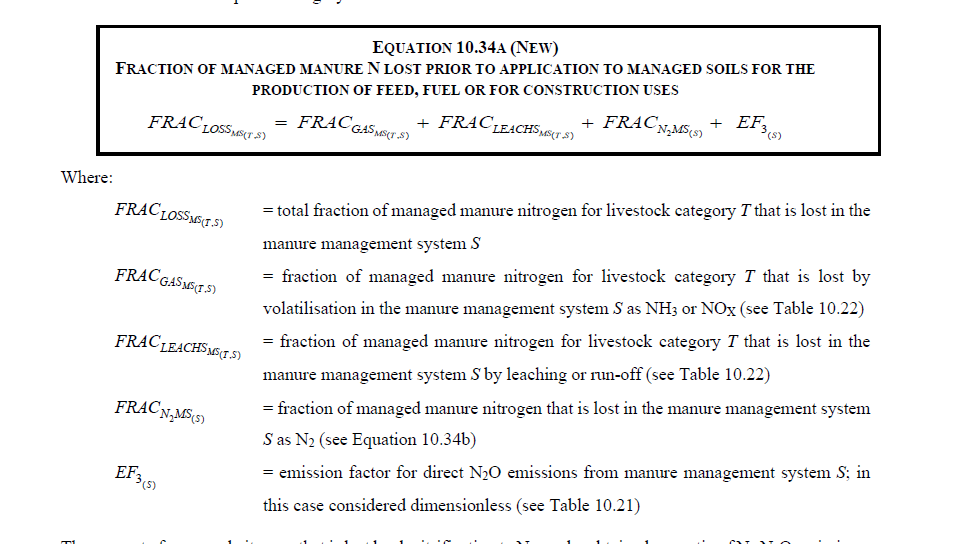 EQUATION 10.34A (NEW)
FRACTION OF MANAGED MANURE N LOST PRIOR TO APPLICATION TO MANAGED SOILS FOR THE
PRODUCTION OF FEED, FUEL OR FOR CONSTRUCTION USES
FRAC_LOSS_MS(T,S) = FRAC_GAS_MS(T,S) + FRAC_LEACHS_MS(T,S) + FRAC_N₂MS(S) + EF₃(S)
Where:
FRAC_LOSS_MS(T,S) = total fraction of managed manure nitrogen for livestock category T that is lost in the
manure management system S
FRAC_GAS_MS(T,S) = fraction of managed manure nitrogen for livestock category T that is lost by
volatilisation in the manure management system S as NH₃ or NOX (see Table 10.22)
FRAC_LEACHS_MS(T,S) = fraction of managed manure nitrogen for livestock category T that is lost in the
manure management system S by leaching or run-off (see Table 10.22)
FRAC_N₂MS(S) = fraction of managed manure nitrogen that is lost in the manure management system
S as N₂ (see Equation 10.34b)
EF₃(S) = emission factor for direct N₂O emissions from manure management system S; in
this case considered dimensionless (see Table 10.21)